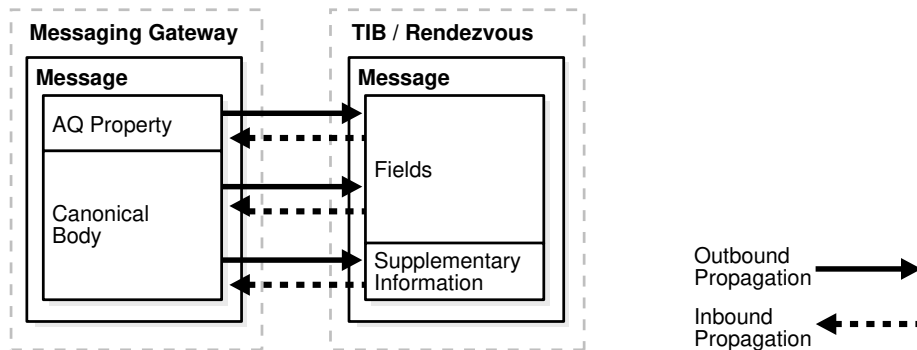 Messaging Gateway
TIB / Rendezvous
Message
Message
AQ Property
Fields
Canonical
Body
Supplementary
Information
Outbound
Propagation
Inbound
Propagation